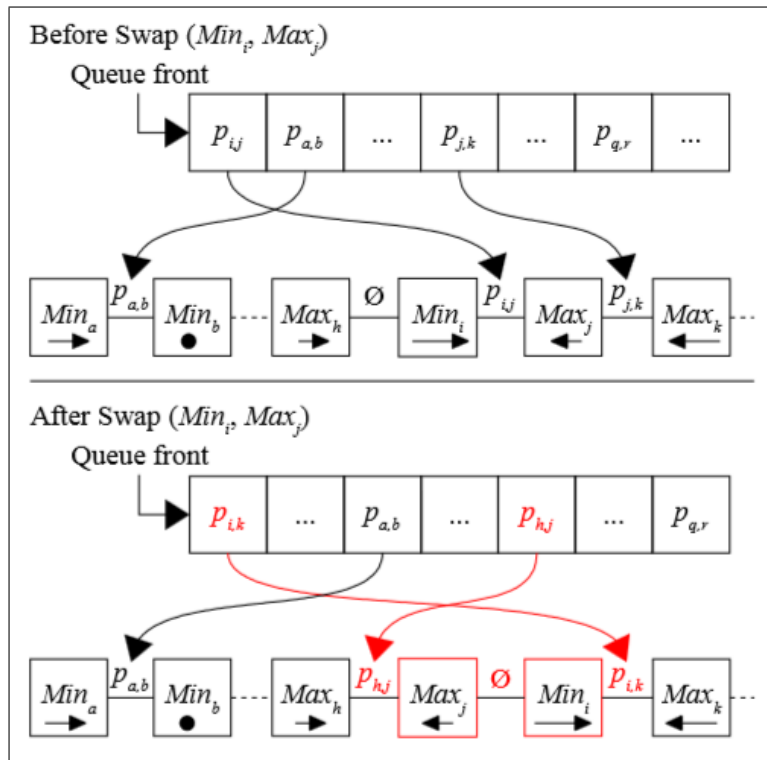 Before Swap (Min_i, Max_j)
Queue front
p_i,j p_a,b ... p_j,k ... p_q,r ...
p_a,b Ø p_i,j p_j,k
Min_a Min_b Max_h Min_i Max_j Max_k
After Swap (Min_i, Max_j)
Queue front
p_i,k ... p_a,b ... p_h,j ... p_q,r
p_a,b p_h,j Ø p_i,k
Min_a Min_b Max_h Max_j Min_i Max_k